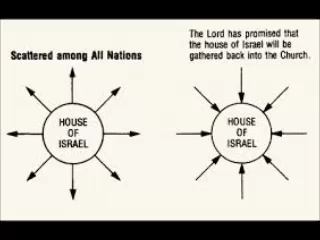 Scattered among All Nations
HOUSE
OF
ISRAEL
The Lord has promised that
the house of Israel will be
gathered back into the Church.
HOUSE
OF
ISRAEL